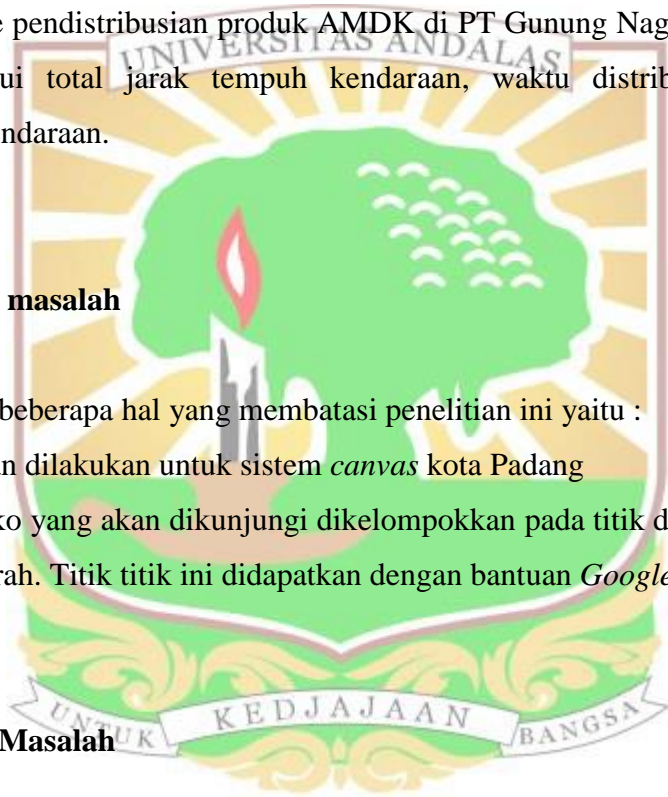 e pendistribusian produk AMDK di PT Gunung Nag
UNIVERSITAS ANDALAS
ui total jarak tempuh kendaraan, waktu distrib
ndaraan.
masalah
beberapa hal yang membatasi penelitian ini yaitu :
an dilakukan untuk sistem canvas kota Padang
ko yang akan dikunjungi dikelompokkan pada titik d
rah. Titik titik ini didapatkan dengan bantuan Google
UNTUK KEDJAJAAN BANGSA
Masalah